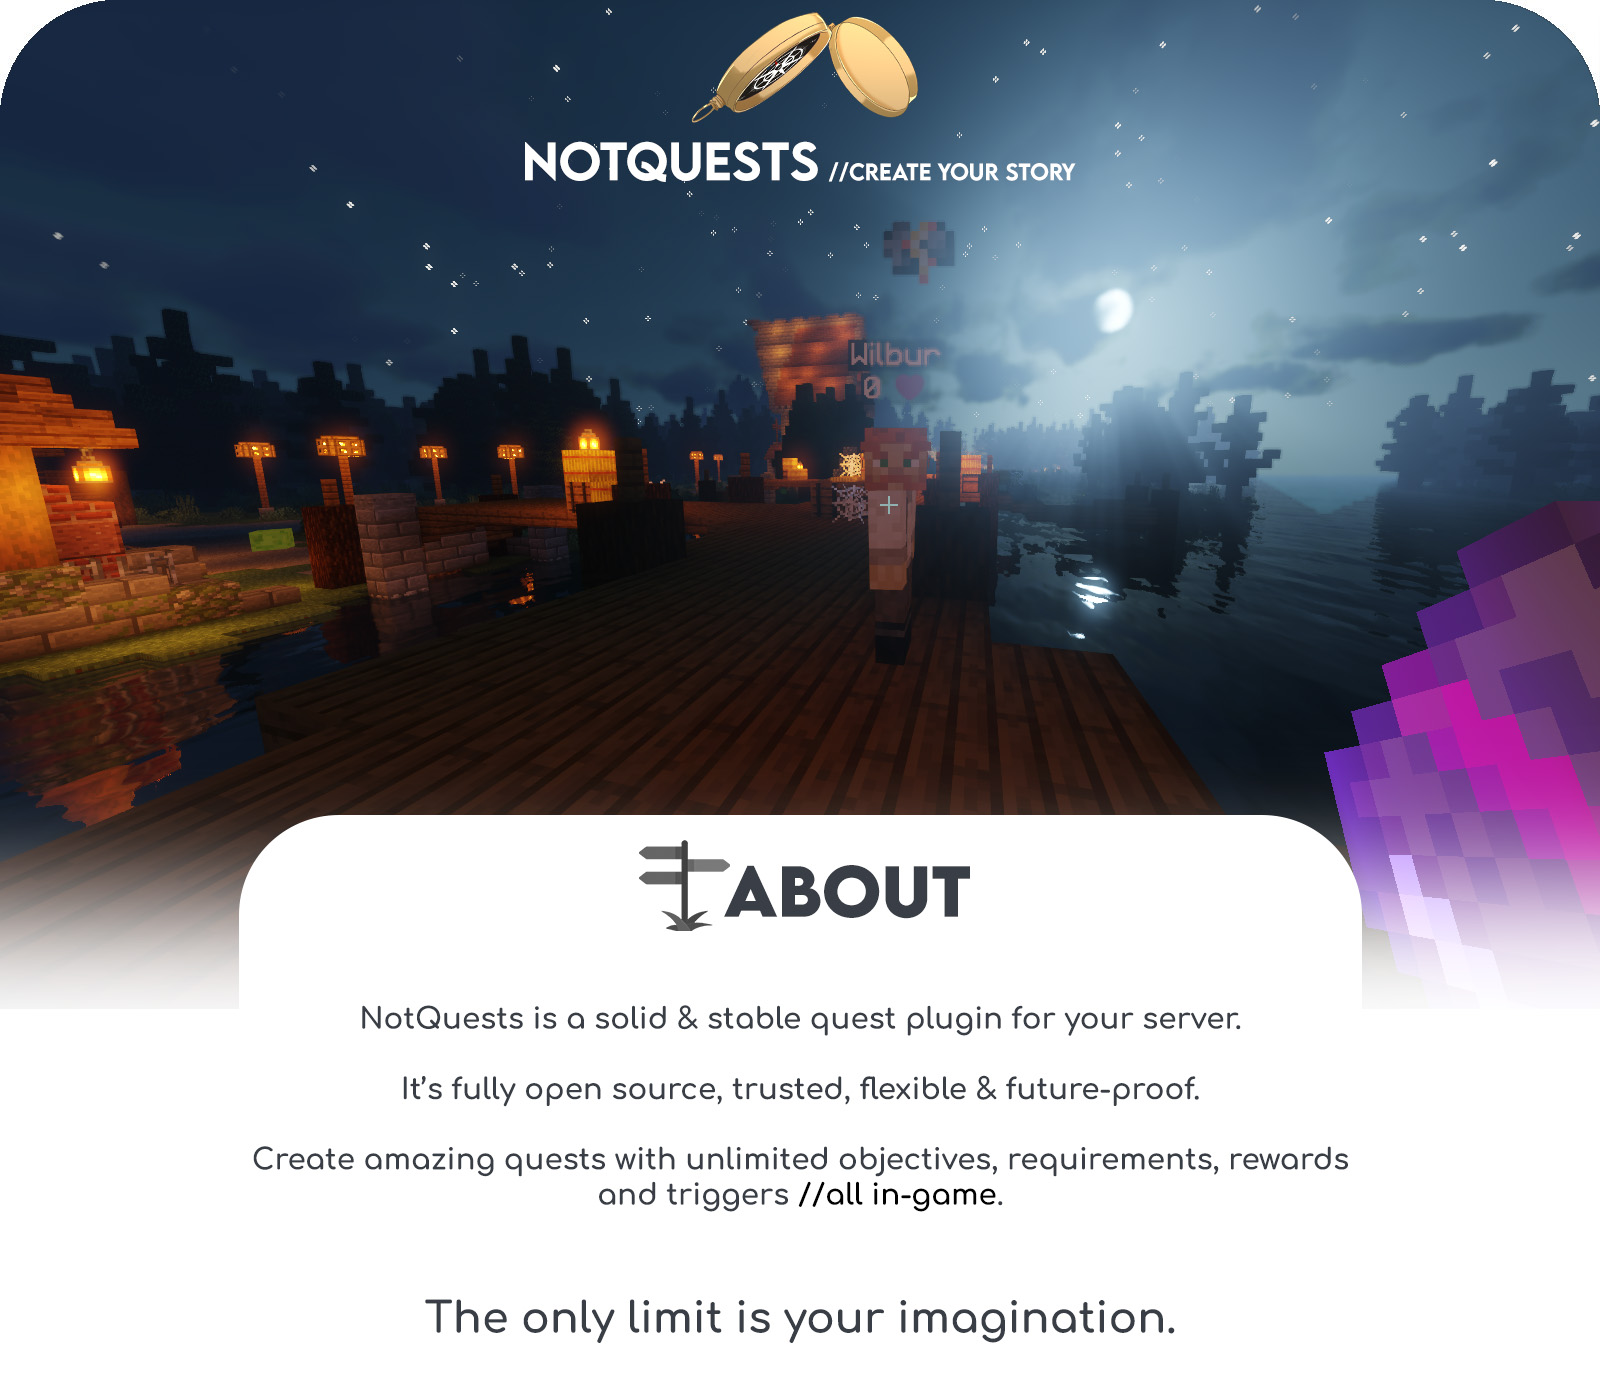 NOTQUESTS //CREATE YOUR STORY
Wilbur
0
ABOUT
NotQuests is a solid & stable quest plugin for your server.
It’s fully open source, trusted, flexible & future-proof.
Create amazing quests with unlimited objectives, requirements, rewards
and triggers //all in-game.
The only limit is your imagination.